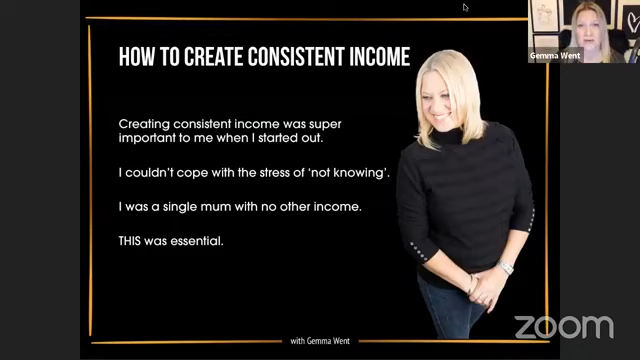 Gemma Went
HOW TO CREATE CONSISTENT INCOME
Creating consistent income was super
important to me when I started out.
I couldn't cope with the stress of 'not knowing'.
I was a single mum with no other income.
THIS was essential.
with Gemma Went
zoom